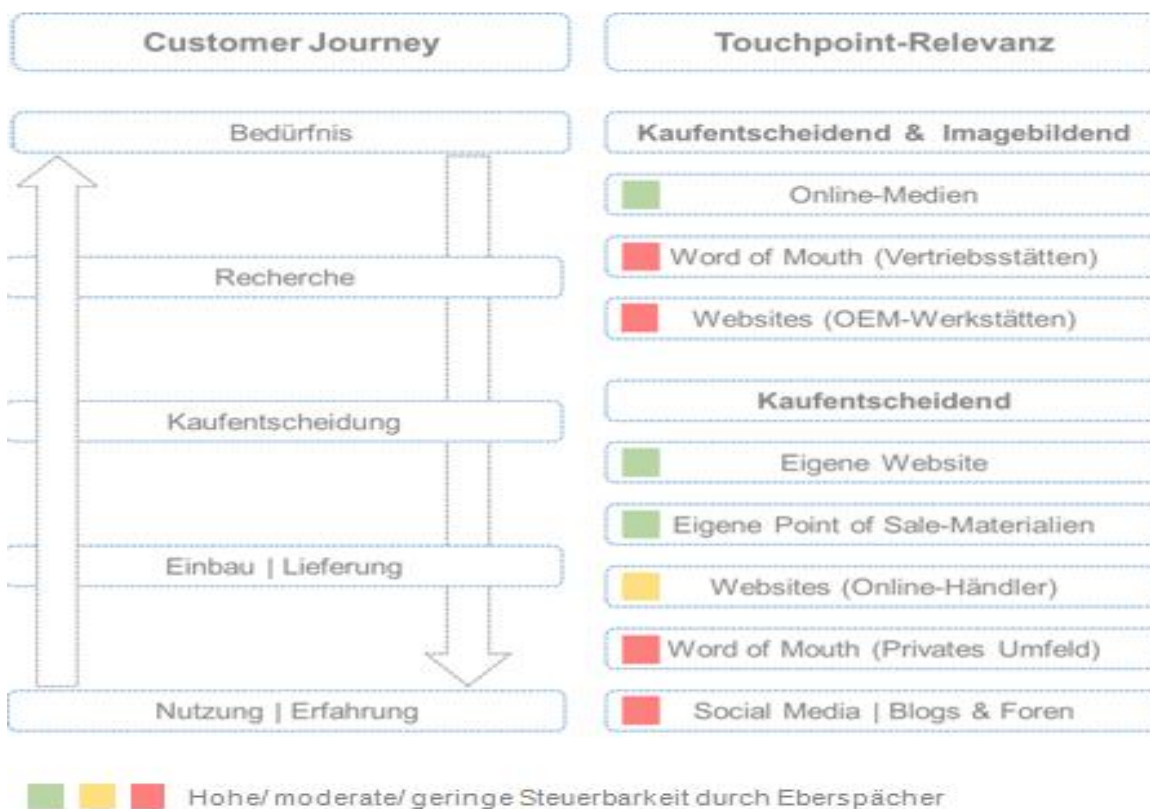 Customer Journey
Bedürfnis
Recherche
Kaufentscheidung
Einbau | Lieferung
Nutzung | Erfahrung
Touchpoint-Relevanz
Kaufentscheidend & Imagebildend
Online-Medien
Word of Mouth (Vertriebsstätten)
Websites (OEM-Werkstätten)
Kaufentscheidend
Eigene Website
Eigene Point of Sale-Materialien
Websites (Online-Händler)
Word of Mouth (Privates Umfeld)
Social Media | Blogs & Foren
Hohe/ moderate/ geringe Steuerbarkeit durch Eberspächer